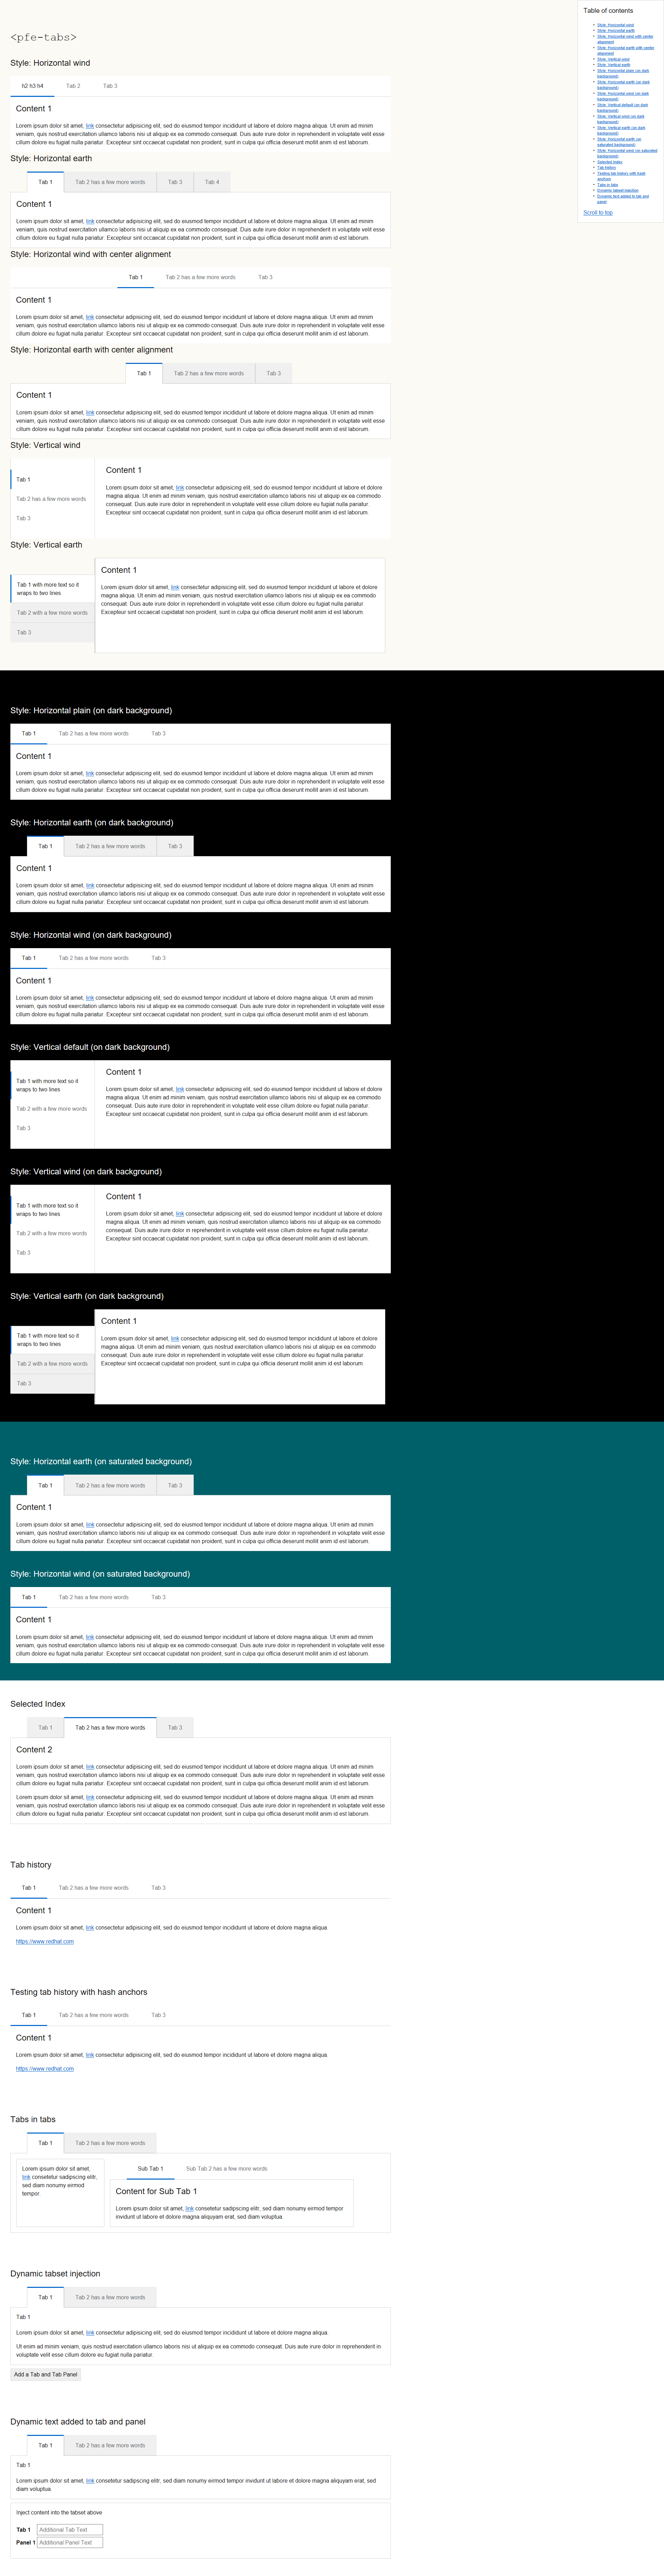 <pfe-tabs>
Style: Horizontal wind
h2 h3 h4 Tab 2 Tab 3
Content 1
Lorem ipsum dolor sit amet, link consectetur adipisicing elit, sed do eiusmod tempor incididunt ut labore et dolore magna aliqua. Ut enim ad minim
veniam, quis nostrud exercitation ullamco laboris nisi ut aliquip ex ea commodo consequat. Duis aute irure dolor in reprehenderit in voluptate velit esse
cillum dolore eu fugiat nulla pariatur. Excepteur sint occaecat cupidatat non proident, sunt in culpa qui officia deserunt mollit anim id est laborum.
Style: Horizontal earth
Tab 1 Tab 2 has a few more words Tab 3 Tab 4
Content 1
Lorem ipsum dolor sit amet, link consectetur adipisicing elit, sed do eiusmod tempor incididunt ut labore et dolore magna aliqua. Ut enim ad minim
veniam, quis nostrud exercitation ullamco laboris nisi ut aliquip ex ea commodo consequat. Duis aute irure dolor in reprehenderit in voluptate velit esse
cillum dolore eu fugiat nulla pariatur. Excepteur sint occaecat cupidatat non proident, sunt in culpa qui officia deserunt mollit anim id est laborum.
Style: Horizontal wind with center alignment
Tab 1 Tab 2 has a few more words Tab 3
Content 1
Lorem ipsum dolor sit amet, link consectetur adipisicing elit, sed do eiusmod tempor incididunt ut labore et dolore magna aliqua. Ut enim ad minim
veniam, quis nostrud exercitation ullamco laboris nisi ut aliquip ex ea commodo consequat. Duis aute irure dolor in reprehenderit in voluptate velit esse
cillum dolore eu fugiat nulla pariatur. Excepteur sint occaecat cupidatat non proident, sunt in culpa qui officia deserunt mollit anim id est laborum.
Style: Horizontal earth with center alignment
Tab 1 Tab 2 has a few more words Tab 3
Content 1
Lorem ipsum dolor sit amet, link consectetur adipisicing elit, sed do eiusmod tempor incididunt ut labore et dolore magna aliqua. Ut enim ad minim
veniam, quis nostrud exercitation ullamco laboris nisi ut aliquip ex ea commodo consequat. Duis aute irure dolor in reprehenderit in voluptate velit esse
cillum dolore eu fugiat nulla pariatur. Excepteur sint occaecat cupidatat non proident, sunt in culpa qui officia deserunt mollit anim id est laborum.
Style: Vertical wind
Tab 1
Tab 2 has a few more words
Tab 3
Content 1
Lorem ipsum dolor sit amet, link consectetur adipisicing elit, sed do eiusmod tempor incididunt ut labore et dolore
magna aliqua. Ut enim ad minim veniam, quis nostrud exercitation ullamco laboris nisi ut aliquip ex ea commodo
consequat. Duis aute irure dolor in reprehenderit in voluptate velit esse cillum dolore eu fugiat nulla pariatur.
Excepteur sint occaecat cupidatat non proident, sunt in culpa qui officia deserunt mollit anim id est laborum.
Style: Vertical earth
Tab 1 with more text so it
wraps to two lines
Tab 2 with a few more words
Tab 3
Content 1
Lorem ipsum dolor sit amet, link consectetur adipisicing elit, sed do eiusmod tempor incididunt ut labore et dolore
magna aliqua. Ut enim ad minim veniam, quis nostrud exercitation ullamco laboris nisi ut aliquip ex ea commodo
consequat. Duis aute irure dolor in reprehenderit in voluptate velit esse cillum dolore eu fugiat nulla pariatur.
Excepteur sint occaecat cupidatat non proident, sunt in culpa qui officia deserunt mollit anim id est laborum.
Style: Horizontal plain (on dark background)
Tab 1 Tab 2 has a few more words Tab 3
Content 1
Lorem ipsum dolor sit amet, link consectetur adipisicing elit, sed do eiusmod tempor incididunt ut labore et dolore magna aliqua. Ut enim ad minim
veniam, quis nostrud exercitation ullamco laboris nisi ut aliquip ex ea commodo consequat. Duis aute irure dolor in reprehenderit in voluptate velit esse
cillum dolore eu fugiat nulla pariatur. Excepteur sint occaecat cupidatat non proident, sunt in culpa qui officia deserunt mollit anim id est laborum.
Style: Horizontal earth (on dark background)
Tab 1 Tab 2 has a few more words Tab 3
Content 1
Lorem ipsum dolor sit amet, link consectetur adipisicing elit, sed do eiusmod tempor incididunt ut labore et dolore magna aliqua. Ut enim ad minim
veniam, quis nostrud exercitation ullamco laboris nisi ut aliquip ex ea commodo consequat. Duis aute irure dolor in reprehenderit in voluptate velit esse
cillum dolore eu fugiat nulla pariatur. Excepteur sint occaecat cupidatat non proident, sunt in culpa qui officia deserunt mollit anim id est laborum.
Style: Horizontal wind (on dark background)
Tab 1 Tab 2 has a few more words Tab 3
Content 1
Lorem ipsum dolor sit amet, link consectetur adipisicing elit, sed do eiusmod tempor incididunt ut labore et dolore magna aliqua. Ut enim ad minim
veniam, quis nostrud exercitation ullamco laboris nisi ut aliquip ex ea commodo consequat. Duis aute irure dolor in reprehenderit in voluptate velit esse
cillum dolore eu fugiat nulla pariatur. Excepteur sint occaecat cupidatat non proident, sunt in culpa qui officia deserunt mollit anim id est laborum.
Style: Vertical default (on dark background)
Tab 1 with more text so it
wraps to two lines
Tab 2 with a few more words
Tab 3
Content 1
Lorem ipsum dolor sit amet, link consectetur adipisicing elit, sed do eiusmod tempor incididunt ut labore et dolore
magna aliqua. Ut enim ad minim veniam, quis nostrud exercitation ullamco laboris nisi ut aliquip ex ea commodo
consequat. Duis aute irure dolor in reprehenderit in voluptate velit esse cillum dolore eu fugiat nulla pariatur.
Excepteur sint occaecat cupidatat non proident, sunt in culpa qui officia deserunt mollit anim id est laborum.
Style: Vertical wind (on dark background)
Tab 1 with more text so it
wraps to two lines
Tab 2 with a few more words
Tab 3
Content 1
Lorem ipsum dolor sit amet, link consectetur adipisicing elit, sed do eiusmod tempor incididunt ut labore et dolore
magna aliqua. Ut enim ad minim veniam, quis nostrud exercitation ullamco laboris nisi ut aliquip ex ea commodo
consequat. Duis aute irure dolor in reprehenderit in voluptate velit esse cillum dolore eu fugiat nulla pariatur.
Excepteur sint occaecat cupidatat non proident, sunt in culpa qui officia deserunt mollit anim id est laborum.
Style: Vertical earth (on dark background)
Tab 1 with more text so it
wraps to two lines
Tab 2 with a few more words
Tab 3
Content 1
Lorem ipsum dolor sit amet, link consectetur adipisicing elit, sed do eiusmod tempor incididunt ut labore et dolore
magna aliqua. Ut enim ad minim veniam, quis nostrud exercitation ullamco laboris nisi ut aliquip ex ea commodo
consequat. Duis aute irure dolor in reprehenderit in voluptate velit esse cillum dolore eu fugiat nulla pariatur.
Excepteur sint occaecat cupidatat non proident, sunt in culpa qui officia deserunt mollit anim id est laborum.
Style: Horizontal earth (on saturated background)
Tab 1 Tab 2 has a few more words Tab 3
Content 1
Lorem ipsum dolor sit amet, link consectetur adipisicing elit, sed do eiusmod tempor incididunt ut labore et dolore magna aliqua. Ut enim ad minim
veniam, quis nostrud exercitation ullamco laboris nisi ut aliquip ex ea commodo consequat. Duis aute irure dolor in reprehenderit in voluptate velit esse
cillum dolore eu fugiat nulla pariatur. Excepteur sint occaecat cupidatat non proident, sunt in culpa qui officia deserunt mollit anim id est laborum.
Style: Horizontal wind (on saturated background)
Tab 1 Tab 2 has a few more words Tab 3
Content 1
Lorem ipsum dolor sit amet, link consectetur adipisicing elit, sed do eiusmod tempor incididunt ut labore et dolore magna aliqua. Ut enim ad minim
veniam, quis nostrud exercitation ullamco laboris nisi ut aliquip ex ea commodo consequat. Duis aute irure dolor in reprehenderit in voluptate velit esse
cillum dolore eu fugiat nulla pariatur. Excepteur sint occaecat cupidatat non proident, sunt in culpa qui officia deserunt mollit anim id est laborum.
Selected Index
Tab 1 Tab 2 has a few more words Tab 3
Content 2
Lorem ipsum dolor sit amet, link consectetur adipisicing elit, sed do eiusmod tempor incididunt ut labore et dolore magna aliqua. Ut enim ad minim
veniam, quis nostrud exercitation ullamco laboris nisi ut aliquip ex ea commodo consequat. Duis aute irure dolor in reprehenderit in voluptate velit esse
cillum dolore eu fugiat nulla pariatur. Excepteur sint occaecat cupidatat non proident, sunt in culpa qui officia deserunt mollit anim id est laborum.
Lorem ipsum dolor sit amet, link consectetur adipisicing elit, sed do eiusmod tempor incididunt ut labore et dolore magna aliqua. Ut enim ad minim
veniam, quis nostrud exercitation ullamco laboris nisi ut aliquip ex ea commodo consequat. Duis aute irure dolor in reprehenderit in voluptate velit esse
cillum dolore eu fugiat nulla pariatur. Excepteur sint occaecat cupidatat non proident, sunt in culpa qui officia deserunt mollit anim id est laborum.
Tab history
Tab 1 Tab 2 has a few more words Tab 3
Content 1
Lorem ipsum dolor sit amet, link consectetur adipisicing elit, sed do eiusmod tempor incididunt ut labore et dolore magna aliqua.
https://www.redhat.com
Testing tab history with hash anchors
Tab 1 Tab 2 has a few more words Tab 3
Content 1
Lorem ipsum dolor sit amet, link consectetur adipisicing elit, sed do eiusmod tempor incididunt ut labore et dolore magna aliqua.
https://www.redhat.com
Tabs in tabs
Tab 1 Tab 2 has a few more words
Lorem ipsum dolor sit amet,
link consectetur sadipscing elitr,
sed diam nonumy eirmod
tempor
Sub Tab 1 Sub Tab 2 has a few more words
Content for Sub Tab 1
Lorem ipsum dolor sit amet, link consetetur sadipscing elitr, sed diam nonumy eirmod tempor
invidunt ut labore et dolore magna aliquyam erat, sed diam voluptua.
Dynamic tabset injection
Tab 1 Tab 2 has a few more words
Tab 1
Lorem ipsum dolor sit amet, link consectetur adipisicing elit, sed do eiusmod tempor incididunt ut labore et dolore magna aliqua.
Ut enim ad minim veniam, quis nostrud exercitation ullamco laboris nisi ut aliquip ex ea commodo consequat. Duis aute irure dolor in reprehenderit in
voluptate velit esse cillum dolore eu fugiat nulla pariatur.
Add a Tab and Tab Panel
Dynamic text added to tab and panel
Tab 1 Tab 2 has a few more words
Tab 1
Lorem ipsum dolor sit amet, link consetetur sadipscing elitr, sed diam nonumy eirmod tempor invidunt ut labore et dolore magna aliquyam erat, sed
diam voluptua.
Inject content into the tabset above
Tab 1 Additional Tab Text
Panel 1 Additional Panel Text
Table of contents
Style: Horizontal wind
Style: Horizontal earth
Style: Horizontal wind with center
alignment
Style: Horizontal earth with center
alignment
Style: Vertical wind
Style: Vertical earth
Style: Horizontal plain (on dark
background)
Style: Horizontal earth (on dark
background)
Style: Horizontal wind (on dark
background)
Style: Vertical default (on dark
background)
Style: Vertical wind (on dark
background)
Style: Vertical earth (on dark
background)
Style: Horizontal earth (on
saturated background)
Style: Horizontal wind (on saturated
background)
Selected Index
Tab history
Testing tab history with hash
anchors
Tabs in tabs
Dynamic tabset injection
Dynamic text added to tab and
panel
Scroll to top